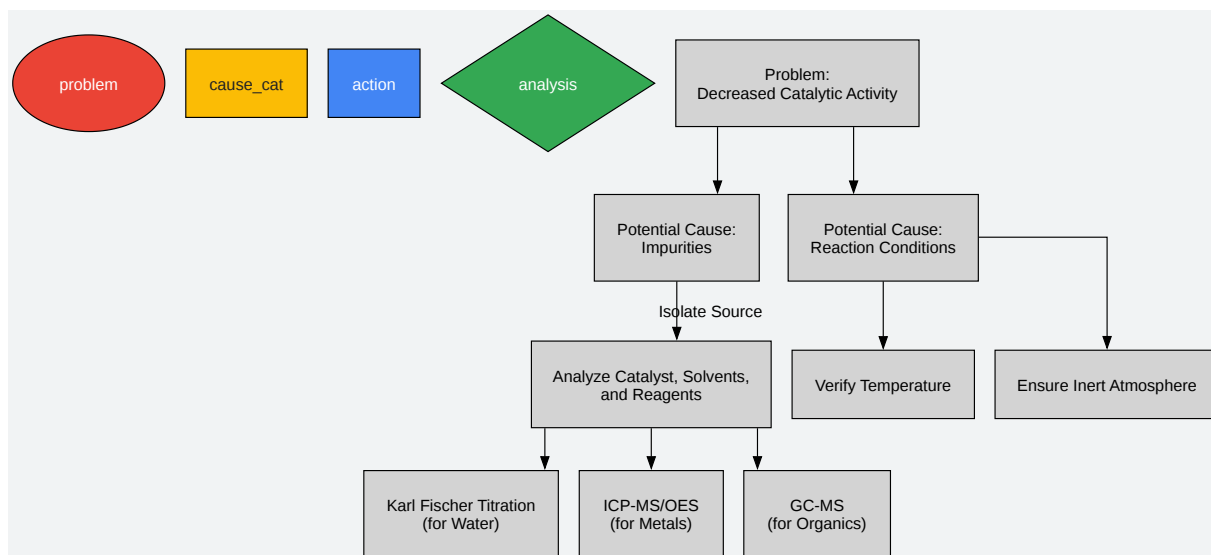 problem
cause_cat
action
analysis
Problem:
Decreased Catalytic Activity
Potential Cause:
Impurities
Potential Cause:
Reaction Conditions
Isolate Source
Analyze Catalyst, Solvents,
and Reagents
Verify Temperature
Ensure Inert Atmosphere
Karl Fischer Titration
(for Water)
ICP-MS/OES
(for Metals)
GC-MS
(for Organics)